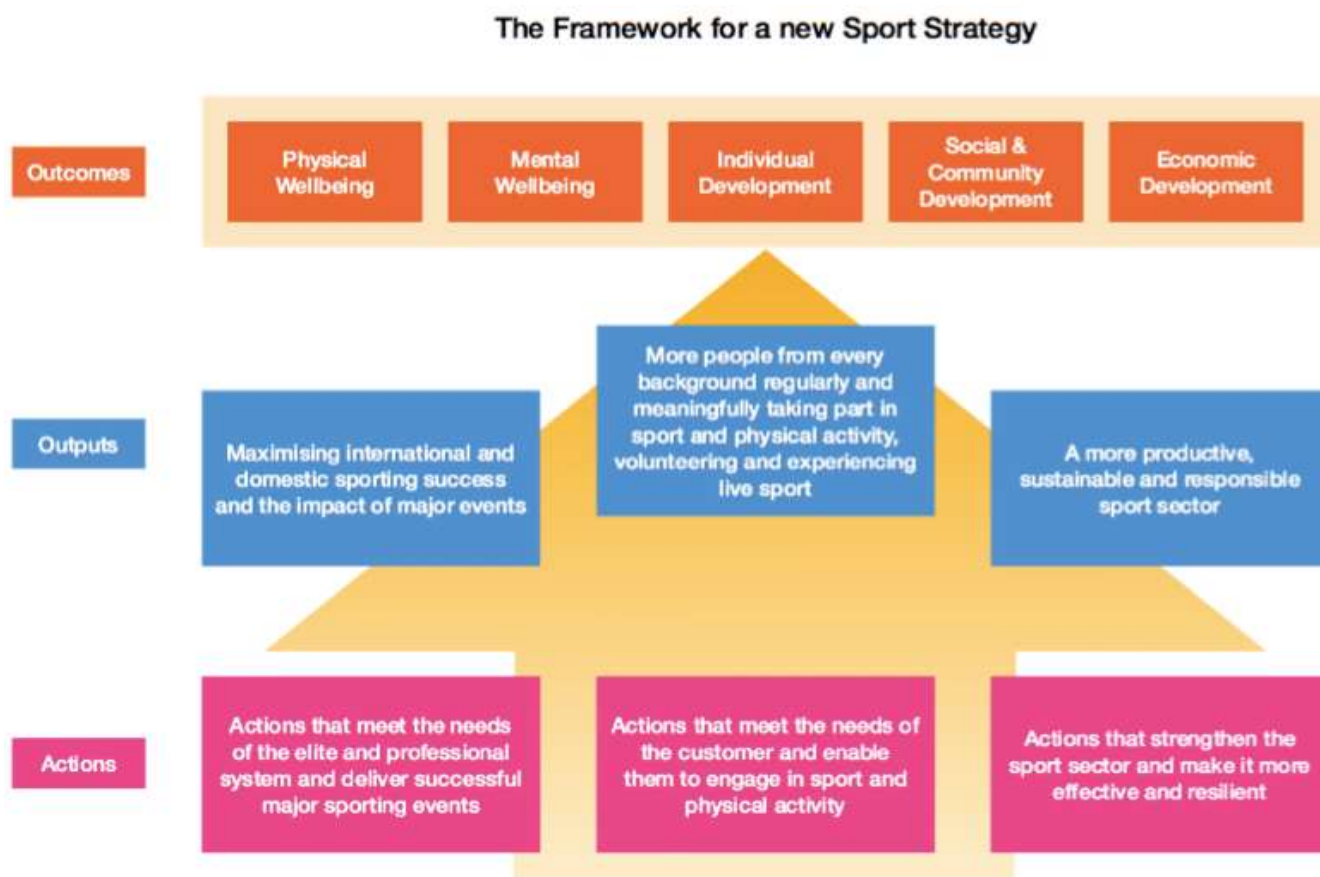 The Framework for a new Sport Strategy
Outcomes
Physical
Wellbeing
Mental
Wellbeing
Individual
Development
Social &
Community
Development
Economic
Development
Outputs
Maximising international and
domestic sporting success
and the impact of major events
More people from every
background regularly and
meaningfully taking part in
sport and physical activity,
volunteering and experiencing
live sport
A more productive,
sustainable and responsible
sport sector
Actions
Actions that meet the needs
of the elite and professional
system and deliver successful
major sporting events
Actions that meet the needs of
the customer and enable
them to engage in sport and
physical activity
Actions that strengthen the
sport sector and make it more
effective and resilient